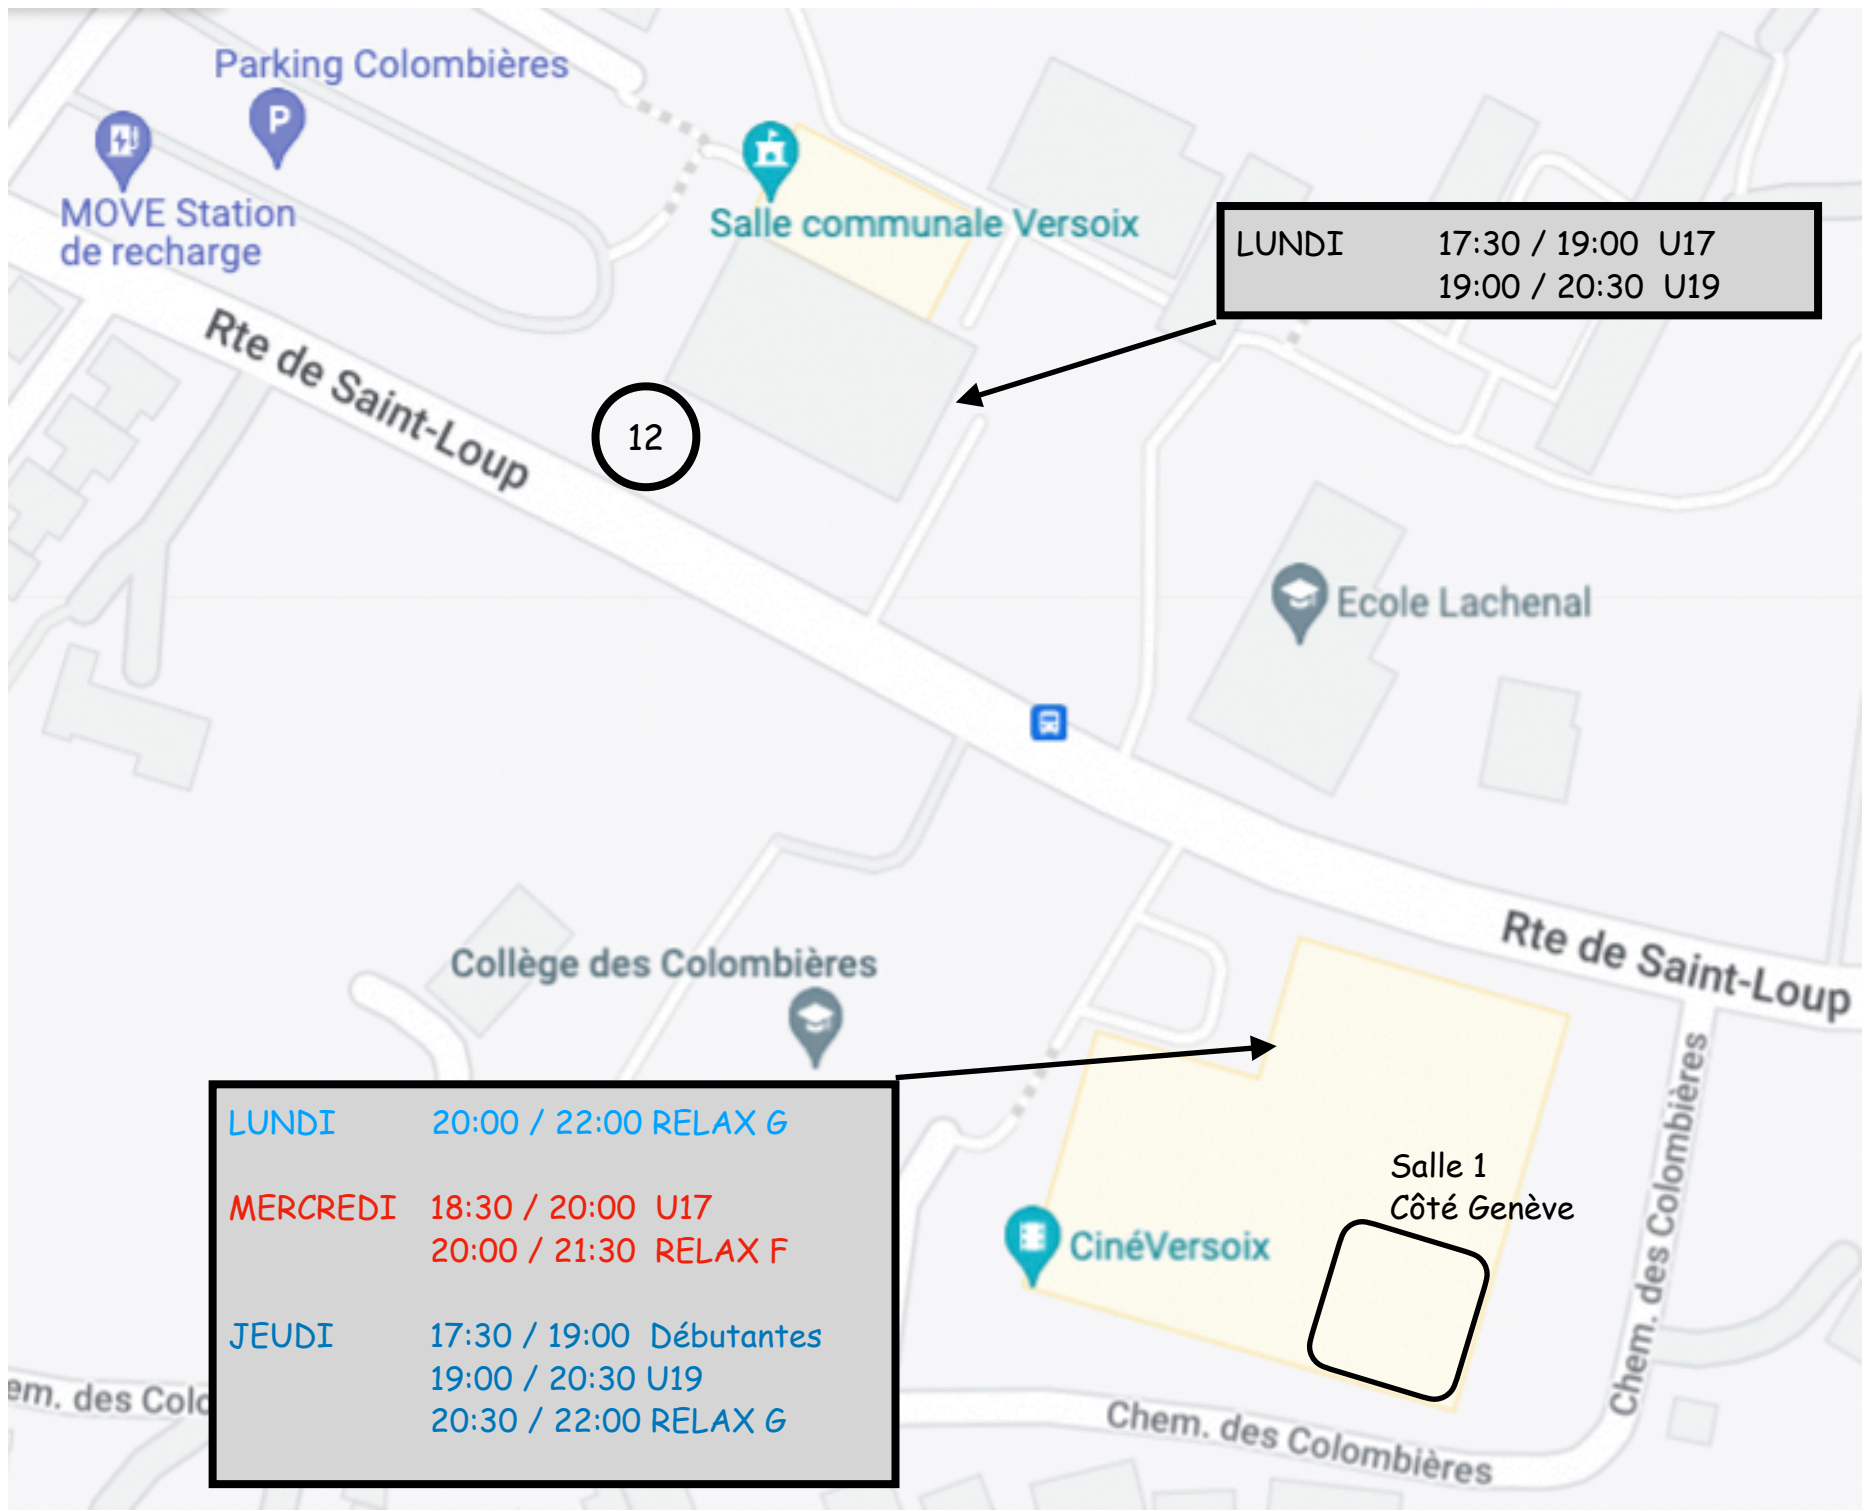 Parking Colombières
P
MOVE Station
de recharge
Salle communale Versoix
LUNDI 17:30 / 19:00 U17
19:00 / 20:30 U19
Rte de Saint-Loup
12
Ecole Lachenal
Collège des Colombières
Rte de Saint-Loup
LUNDI 20:00 / 22:00 RELAX G
MERCREDI 18:30 / 20:00 U17
20:00 / 21:30 RELAX F
JEUDI 17:30 / 19:00 Débutantes
19:00 / 20:30 U19
20:30 / 22:00 RELAX G
Salle 1
Côté Genève
CinéVersoix
Chem. des Colombières
em. des Colo
Chem. des Colombières